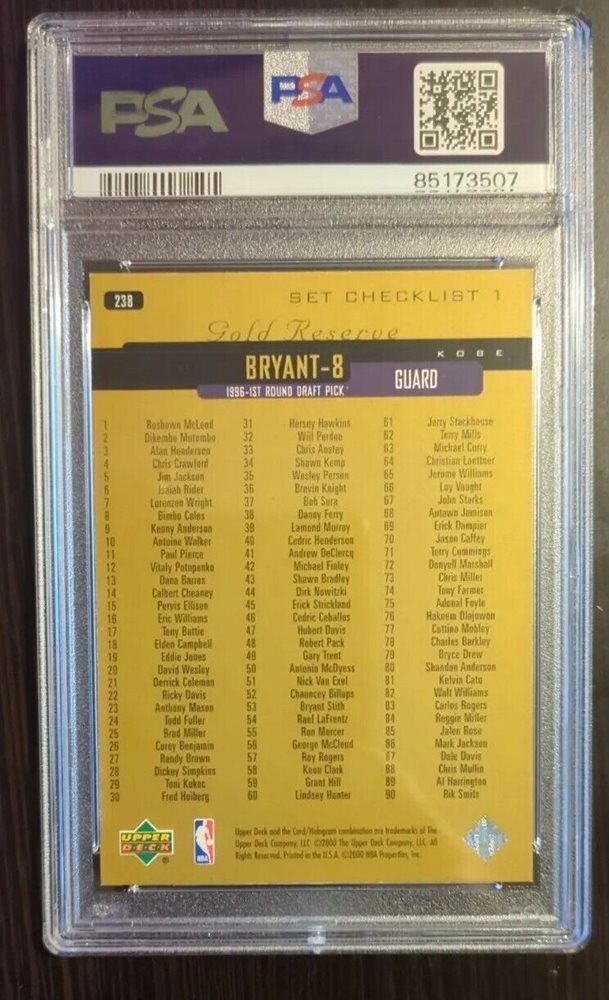 PSA
PSA
85173507
238
SET CHECKLIST 1
Gold Reserve
KOBE
BRYANT-8
GUARD
1996-1ST ROUND DRAFT PICK
1 Roshown McLeod
2 Dikembe Mutombo
3 Alan Henderson
4 Chris Crawford
5 Jim Jackson
6 Isaiah Rider
7 Lorenzen Wright
8 Bimbo Coles
9 Kenny Anderson
10 Antoine Walker
11 Paul Pierce
12 Vitaly Potapenko
13 Dana Barros
14 Calbert Cheaney
15 Pervis Ellison
16 Eric Williams
17 Tony Battie
18 Elden Campbell
19 Eddie Jones
20 David Wesley
21 Derrick Coleman
22 Ricky Davis
23 Anthony Mason
24 Todd Fuller
25 Brad Miller
26 Corey Benjamin
27 Randy Brown
28 Dickey Simpkins
29 Toni Kukoc
30 Fred Hoiberg
31 Hersey Hawkins
32 Will Perdue
33 Chris Anstey
34 Shawn Kemp
35 Wesley Person
36 Brevin Knight
37 Bob Sura
38 Danny Ferry
39 Lamond Murray
40 Cedric Henderson
41 Andrew DeClercq
42 Michael Finley
43 Shawn Bradley
44 Dirk Nowitzki
45 Erick Strickland
46 Cedric Ceballos
47 Hubert Davis
48 Robert Pack
49 Gary Trent
50 Antonio McDyess
51 Nick Van Exel
52 Chauncey Billups
53 Bryant Stith
54 Raef LaFrentz
55 Ron Mercer
56 George McCloud
57 Roy Rogers
58 Keon Clark
59 Grant Hill
60 Lindsey Hunter
61 Jerry Stackhouse
62 Terry Mills
63 Michael Curry
64 Christian Laettner
65 Jerome Williams
66 Loy Vaught
67 John Starks
68 Antawn Jamison
69 Erick Dampier
70 Jason Caffey
71 Terry Cummings
72 Donyell Marshall
73 Chris Miller
74 Tony Farmer
75 Adonal Foyle
76 Hakeem Olajuwon
77 Cuttino Mobley
78 Charles Barkley
79 Bryce Drew
80 Shandon Anderson
81 Kelvin Cato
82 Walt Williams
83 Carlos Rogers
84 Reggie Miller
85 Jalen Rose
86 Mark Jackson
87 Dale Davis
88 Chris Mullin
89 Al Harrington
90 Rik Smits
UPPER DECK
NBA
Upper Deck and the Card/Hologram combination are trademarks of The
Upper Deck Company, LLC. ©2000 The Upper Deck Company, LLC. All
Rights Reserved. Printed in the U.S.A. ©2000 NBA Properties, Inc.